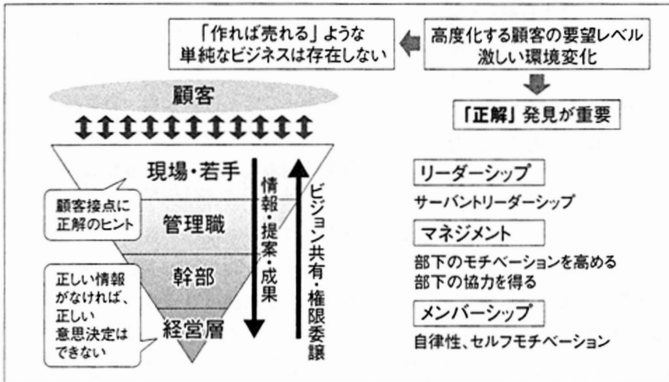 「作れば売れる」ような
単純なビジネスは存在しない
高度化する顧客の要望レベル
激しい環境変化
「正解」発見が重要
顧客
現場・若手
管理職
幹部
経営層
顧客接点に
正解のヒント
正しい情報
がなければ、
正しい
意思決定は
できない
情報・提案・成果
ビジョン共有・権限委譲
リーダーシップ
サーバントリーダーシップ
マネジメント
部下のモチベーションを高める
部下の協力を得る
メンバーシップ
自律性、セルフモチベーション